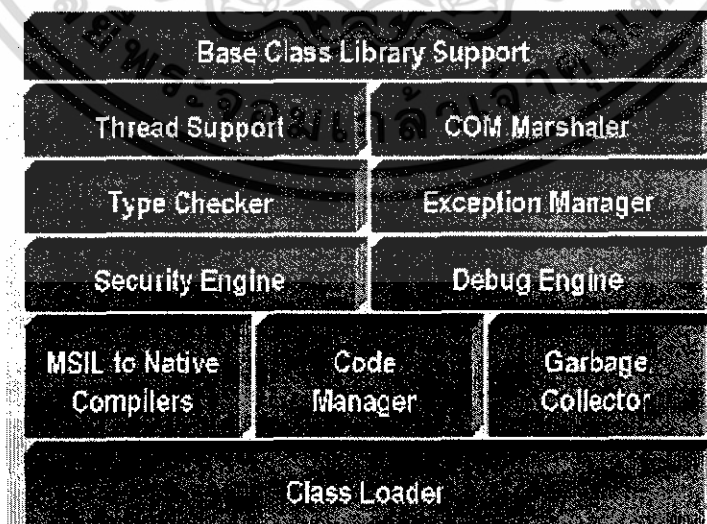 Base Class Library Support
Thread Support
COM Marshaler
Type Checker
Exception Manager
Security Engine
Debug Engine
MSIL to Native
Compilers
Code
Manager
Garbage
Collector
Class Loader